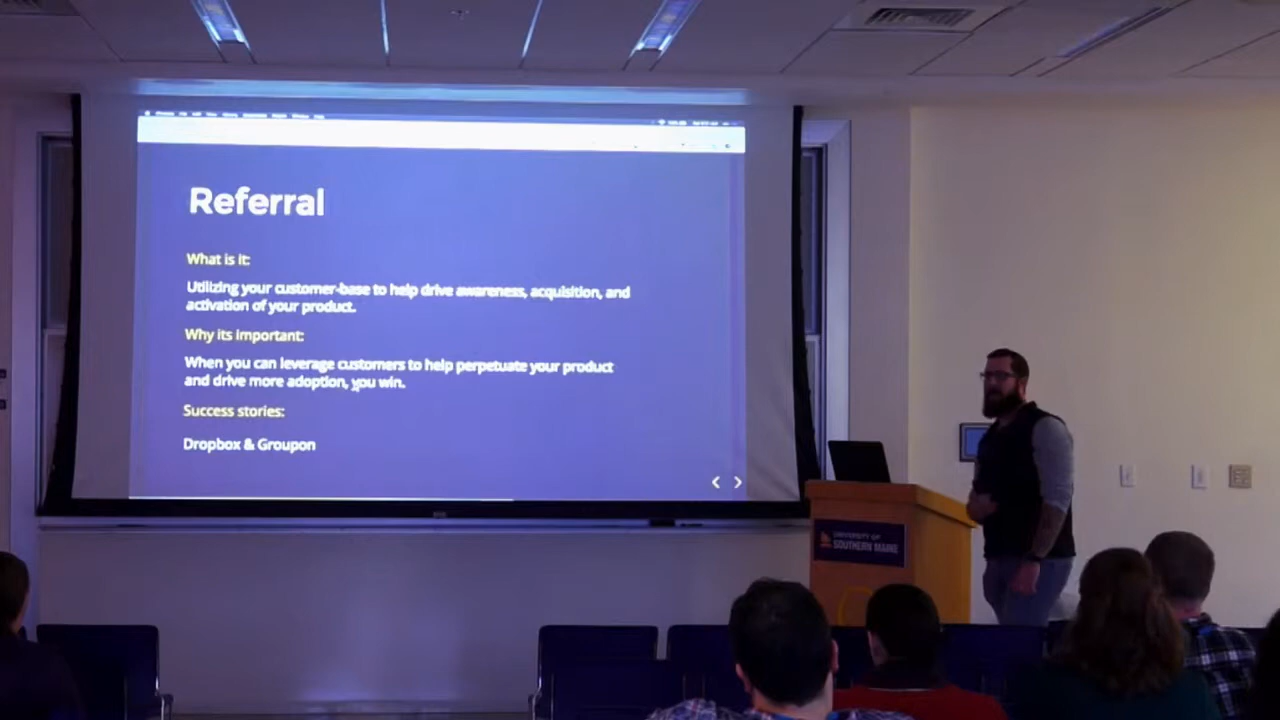 Referral
What is it:
Utilizing your customer-base to help drive awareness, acquisition, and
activation of your product.
Why its important:
When you can leverage customers to help perpetuate your product
and drive more adoption, you win.
Success stories:
Dropbox & Groupon
UNIVERSITY OF
SOUTHERN MAINE